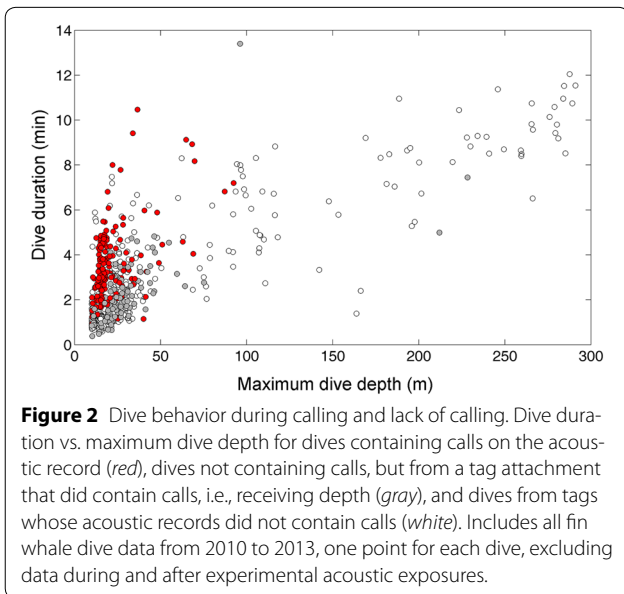 14
12
10
8
6
4
2
0
Dive duration (min)
0 50 100 150 200 250 300
Maximum dive depth (m)
Figure 2 Dive behavior during calling and lack of calling. Dive dura-
tion vs. maximum dive depth for dives containing calls on the acous-
tic record (red), dives not containing calls, but from a tag attachment
that did contain calls, i.e., receiving depth (gray), and dives from tags
whose acoustic records did not contain calls (white). Includes all fin
whale dive data from 2010 to 2013, one point for each dive, excluding
data during and after experimental acoustic exposures.